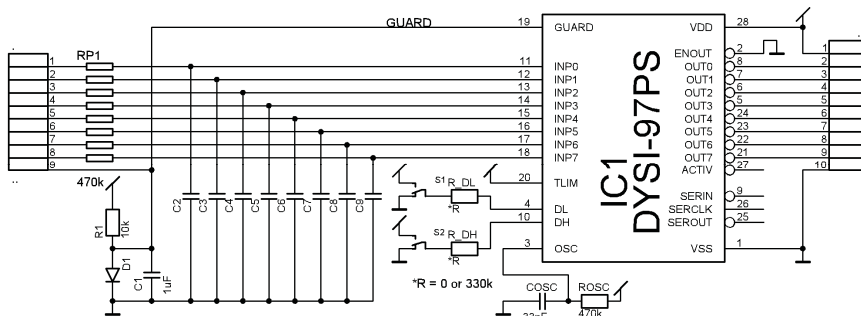 GUARD
19
GUARD
VDD
28
RP1
ENOUT
2
1
1
11
INP0
OUT0
8
2
2
12
INP1
OUT1
7
3
3
13
INP2
OUT2
6
4
4
14
INP3
OUT3
5
5
5
15
INP4
OUT4
24
6
6
16
INP5
OUT5
23
7
7
17
INP6
OUT6
22
8
8
18
INP7
OUT7
21
9
9
ACTIV
27
10
470k
20
TLIM
IC1
DYSI-97PS
C2
C3
C4
C5
C6
C7
C8
C9
S1
R_DL
*R
4
DL
SERIN
9
10
DH
SERCLK
26
S2
R_DH
*R
SEROUT
25
3
OSC
VSS
1
R1
10k
D1
C1
1uF
*R = 0 or 330k
COSC
ROSC
470k